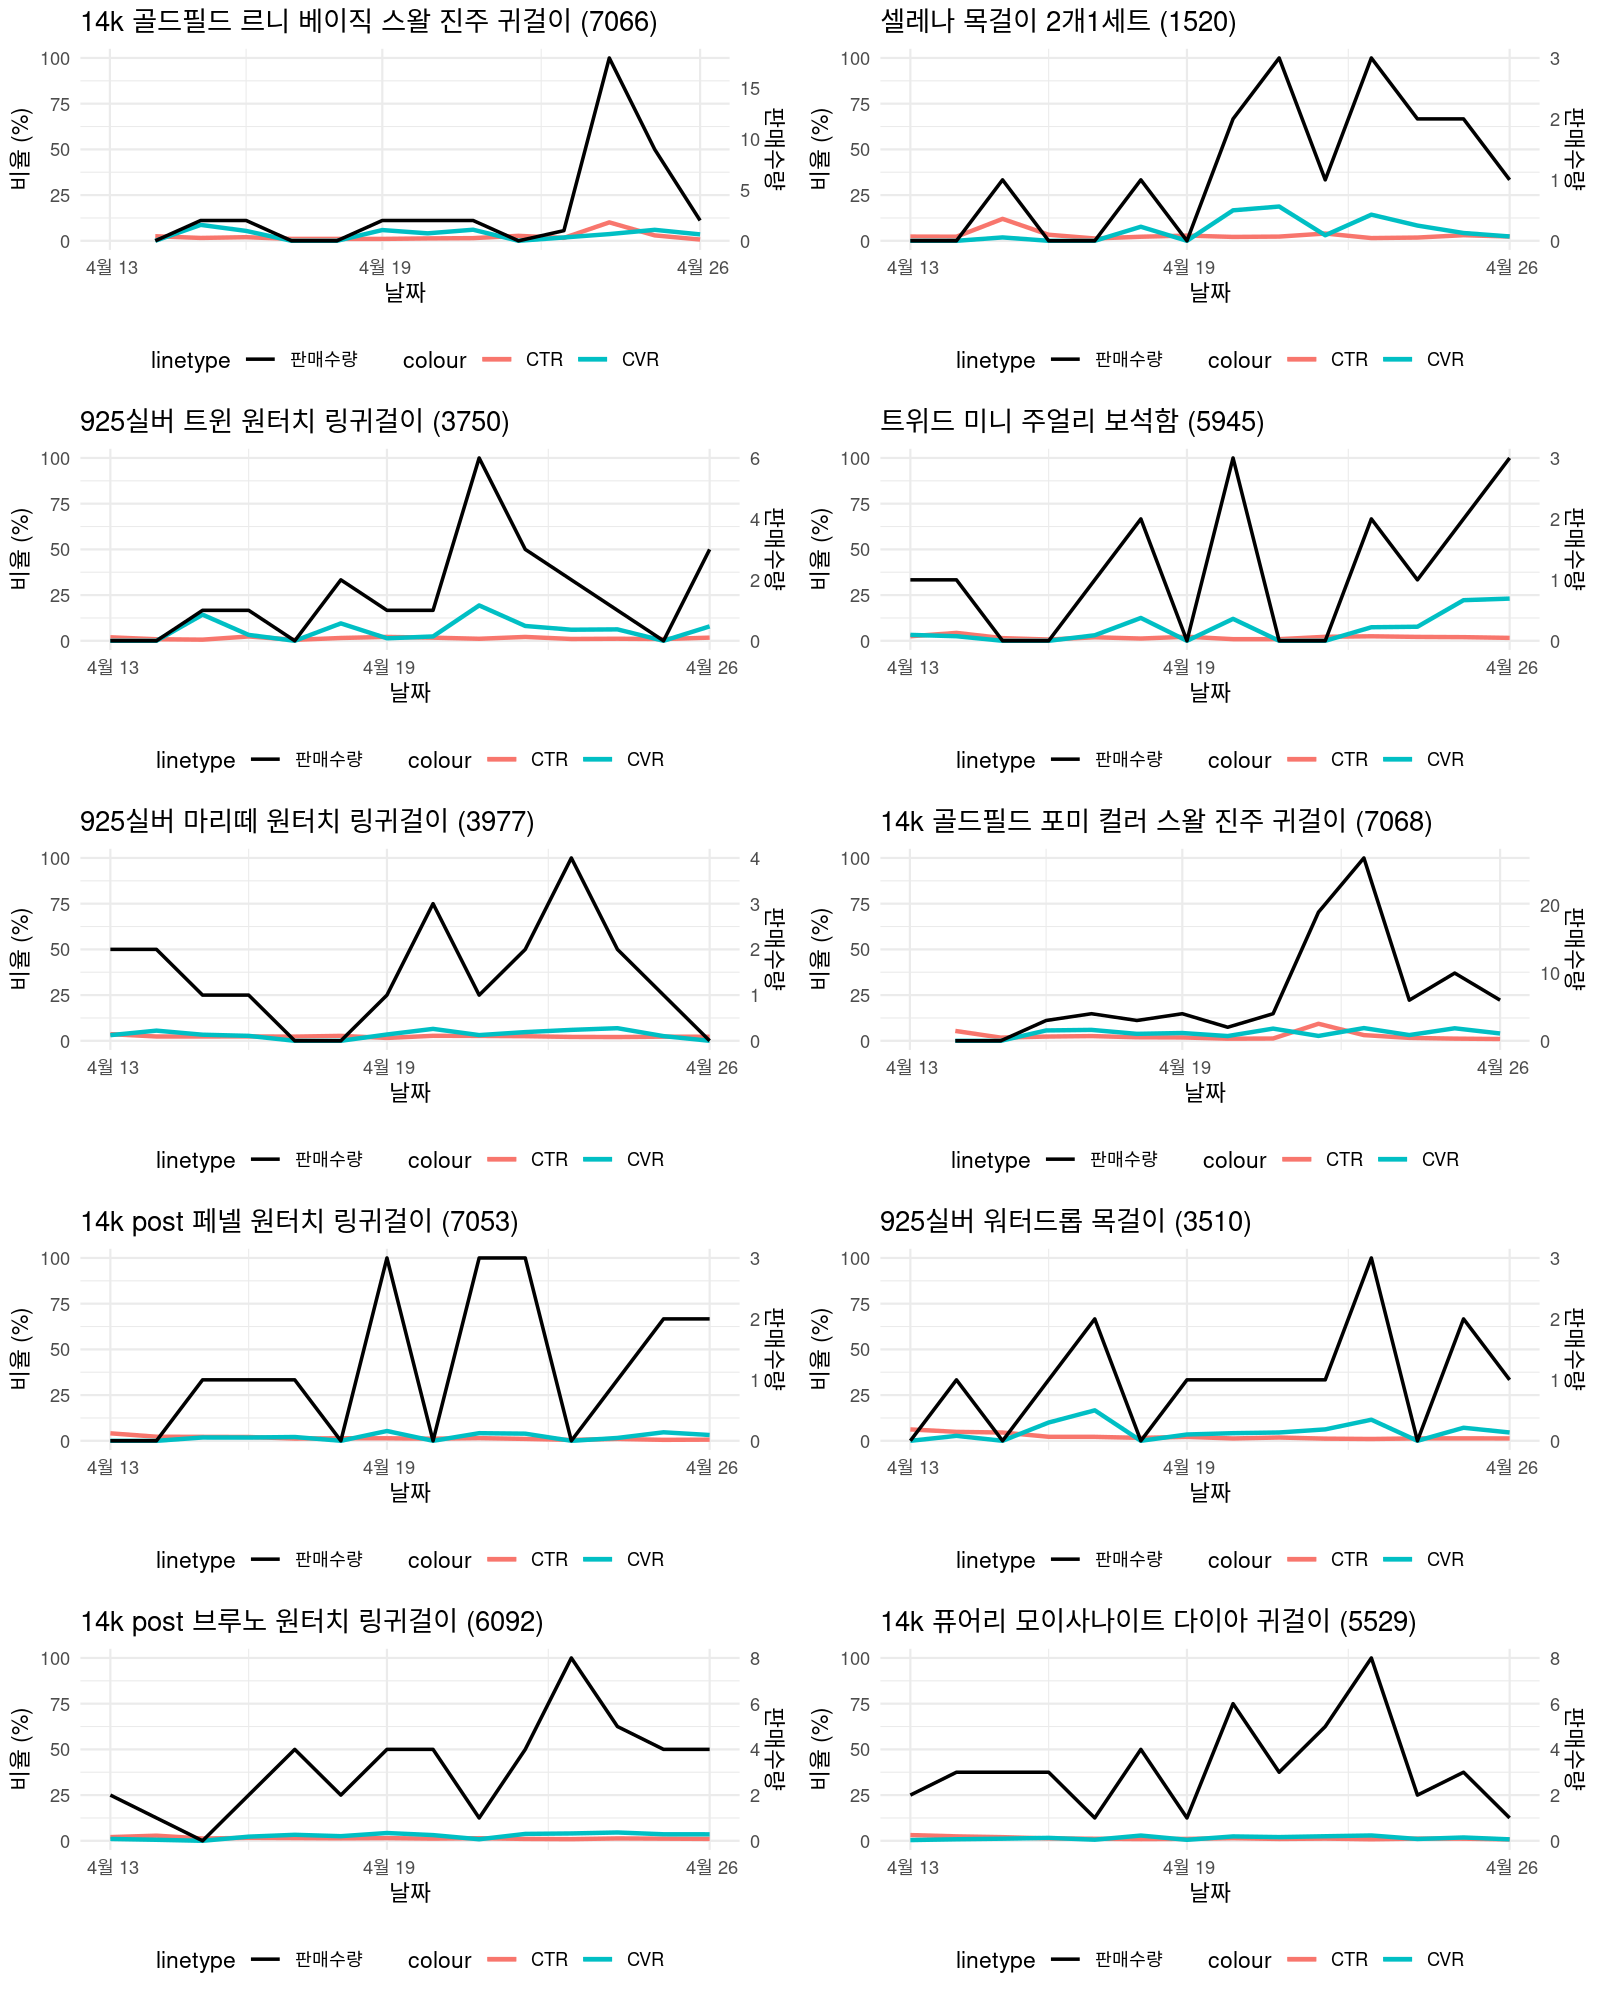 14k 골드필드 르니 베이직 스왈 진주 귀걸이 (7066)
비율 (%)
100
75
50
25
0
15
10
5
0
판매수량
4월 13
4월 19
4월 26
날짜
linetype 판매수량 colour CTR CVR
셀레나 목걸이 2개1세트 (1520)
비율 (%)
100
75
50
25
0
3
2
1
0
판매수량
4월 13
4월 19
4월 26
날짜
linetype 판매수량 colour CTR CVR
925실버 트윈 원터치 링귀걸이 (3750)
비율 (%)
100
75
50
25
0
6
4
2
0
판매수량
4월 13
4월 19
4월 26
날짜
linetype 판매수량 colour CTR CVR
트위드 미니 주얼리 보석함 (5945)
비율 (%)
100
75
50
25
0
3
2
1
0
판매수량
4월 13
4월 19
4월 26
날짜
linetype 판매수량 colour CTR CVR
925실버 마리떼 원터치 링귀걸이 (3977)
비율 (%)
100
75
50
25
0
4
3
2
1
0
판매수량
4월 13
4월 19
4월 26
날짜
linetype 판매수량 colour CTR CVR
14k 골드필드 포미 컬러 스왈 진주 귀걸이 (7068)
비율 (%)
100
75
50
25
0
20
10
0
판매수량
4월 13
4월 19
4월 26
날짜
linetype 판매수량 colour CTR CVR
14k post 페넬 원터치 링귀걸이 (7053)
비율 (%)
100
75
50
25
0
3
2
1
0
판매수량
4월 13
4월 19
4월 26
날짜
linetype 판매수량 colour CTR CVR
925실버 워터드롭 목걸이 (3510)
비율 (%)
100
75
50
25
0
3
2
1
0
판매수량
4월 13
4월 19
4월 26
날짜
linetype 판매수량 colour CTR CVR
14k post 브루노 원터치 링귀걸이 (6092)
비율 (%)
100
75
50
25
0
8
6
4
2
0
판매수량
4월 13
4월 19
4월 26
날짜
linetype 판매수량 colour CTR CVR
14k 퓨어리 모이사나이트 다이아 귀걸이 (5529)
비율 (%)
100
75
50
25
0
8
6
4
2
0
판매수량
4월 13
4월 19
4월 26
날짜
linetype 판매수량 colour CTR CVR